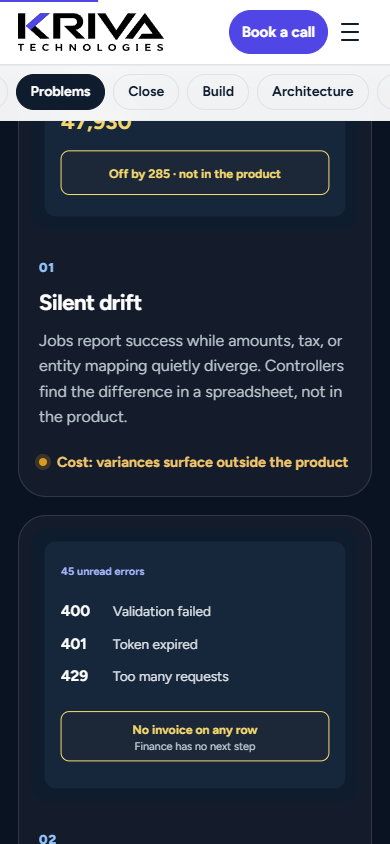 KRIVA
TECHNOLOGIES
Book a call
Problems
Close
Build
Architecture
47,930
Off by 285 · not in the product
01
Silent drift
Jobs report success while amounts, tax, or
entity mapping quietly diverge. Controllers
find the difference in a spreadsheet, not in
the product.
Cost: variances surface outside the product
45 unread errors
400 Validation failed
401 Token expired
429 Too many requests
No invoice on any row
Finance has no next step
02